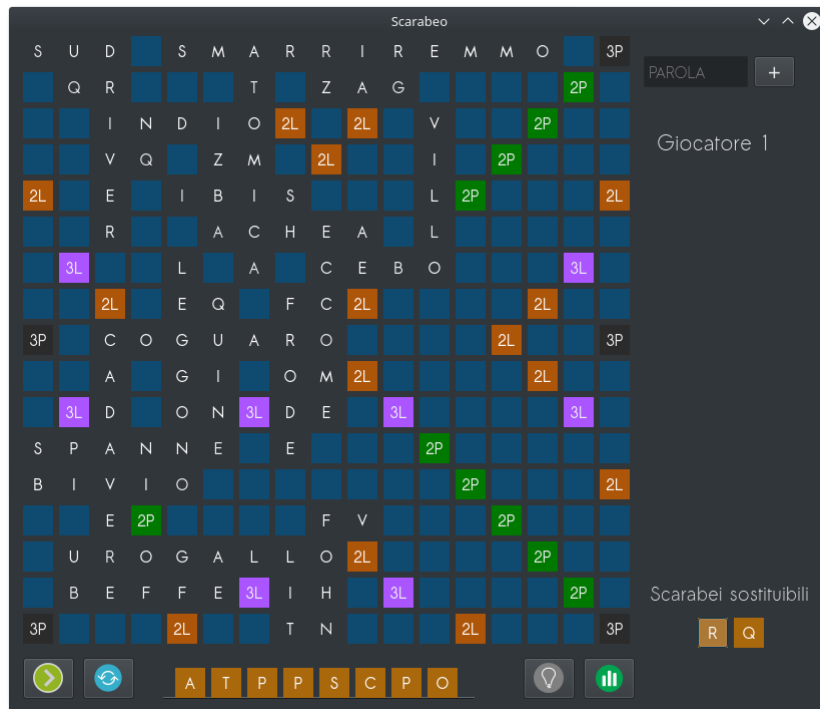 Scarabeo
S U D S M A R R I R E M M O 3P
Q R T Z A G 2P
PAROLA +
I N D I O 2L 2L V 2P
Giocatore 1
V Q Z M 2L I 2P
2L E I B I S L 2P 2L
R A C H E A L
3L L A C E B O 3L
2L E Q F C 2L 2L
3P C O G U A R O 2L 3P
A G I O M 2L 2L
3L D O N 3L D E 3L 3L
S P A N N E E 2P
B I V I O 2P 2L
E 2P F V 2P
U R O G A L L O 2L 2P
B E F F E 3L I H 3L 2P
Scarabei sostituibili
3P 2L T N 2L 3P
R Q
A T P P S C P O